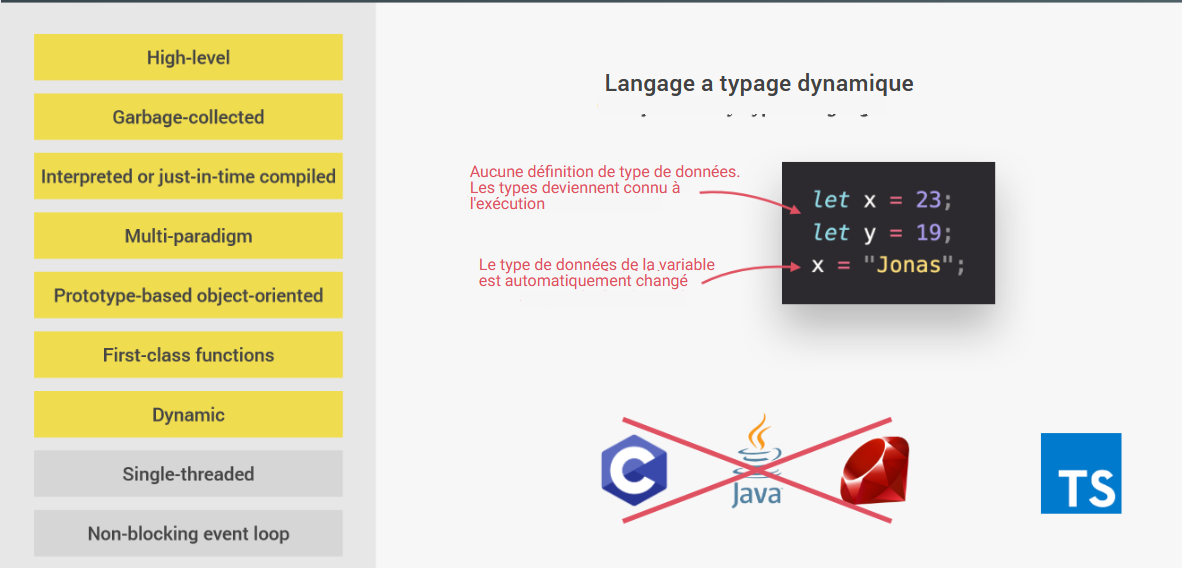 High-level
Garbage-collected
Interpreted or just-in-time compiled
Multi-paradigm
Prototype-based object-oriented
First-class functions
Dynamic
Single-threaded
Non-blocking event loop
Langage a typage dynamique
Aucune définition de type de données.
Les types deviennent connu à
l'exécution
let x = 23;
let y = 19;
x = "Jonas";
Le type de données de la variable
est automatiquement changé
C
Java
TS